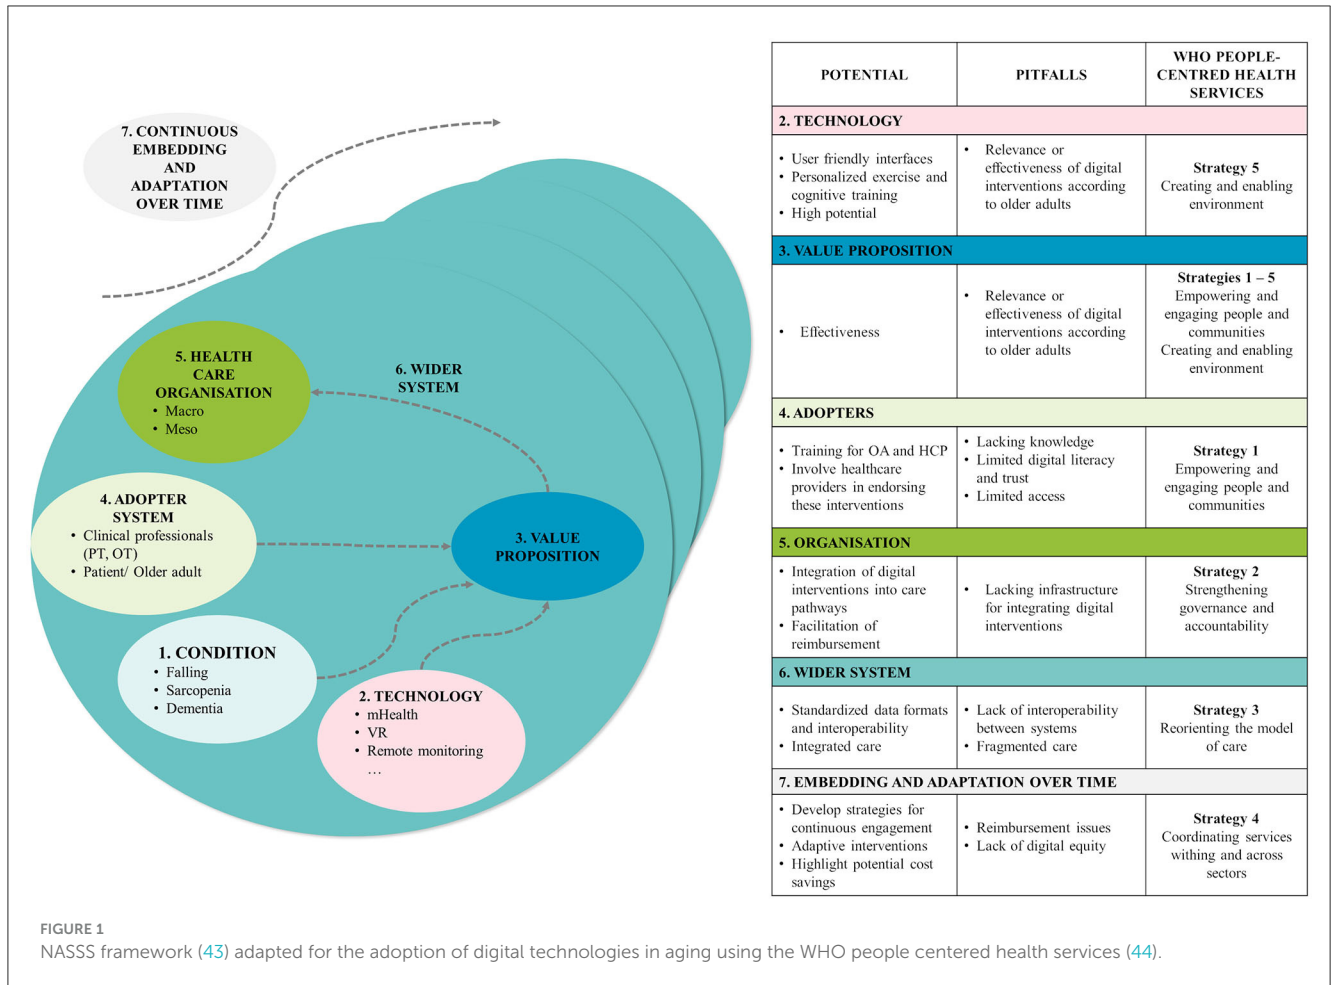 7. CONTINUOUS
EMBEDDING
AND
ADAPTATION
OVER TIME
5. HEALTH
CARE
ORGANISATION
• Macro
• Meso
6. WIDER
SYSTEM
4. ADOPTER
SYSTEM
• Clinical professionals
(PT, OT)
• Patient/ Older adult
3. VALUE
PROPOSITION
1. CONDITION
• Falling
• Sarcopenia
• Dementia
2. TECHNOLOGY
• mHealth
• VR
• Remote monitoring
…
POTENTIAL
PITFALLS
WHO PEOPLE-
CENTRED HEALTH
SERVICES
2. TECHNOLOGY
• User friendly interfaces
• Personalized exercise and
cognitive training
• High potential
• Relevance or
effectiveness of digital
interventions according
to older adults
Strategy 5
Creating and enabling
environment
3. VALUE PROPOSITION
• Effectiveness
• Relevance or
effectiveness of digital
interventions according
to older adults
Strategies 1 – 5
Empowering and
engaging people and
communities
Creating and enabling
environment
4. ADOPTERS
• Training for OA and HCP
• Involve healthcare
providers in endorsing
these interventions
• Lacking knowledge
• Limited digital literacy
and trust
• Limited access
Strategy 1
Empowering and
engaging people and
communities
5. ORGANISATION
• Integration of digital
interventions into care
pathways
• Facilitation of
reimbursement
• Lacking infrastructure
for integrating digital
interventions
Strategy 2
Strengthening
governance and
accountability
6. WIDER SYSTEM
• Standardized data formats
and interoperability
• Integrated care
• Lack of interoperability
between systems
• Fragmented care
Strategy 3
Reorienting the model
of care
7. EMBEDDING AND ADAPTATION OVER TIME
• Develop strategies for
continuous engagement
• Adaptive interventions
• Highlight potential cost
savings
• Reimbursement issues
• Lack of digital equity
Strategy 4
Coordinating services
withing and across
sectors
FIGURE 1
NASSS framework (43) adapted for the adoption of digital technologies in aging using the WHO people centered health services (44).